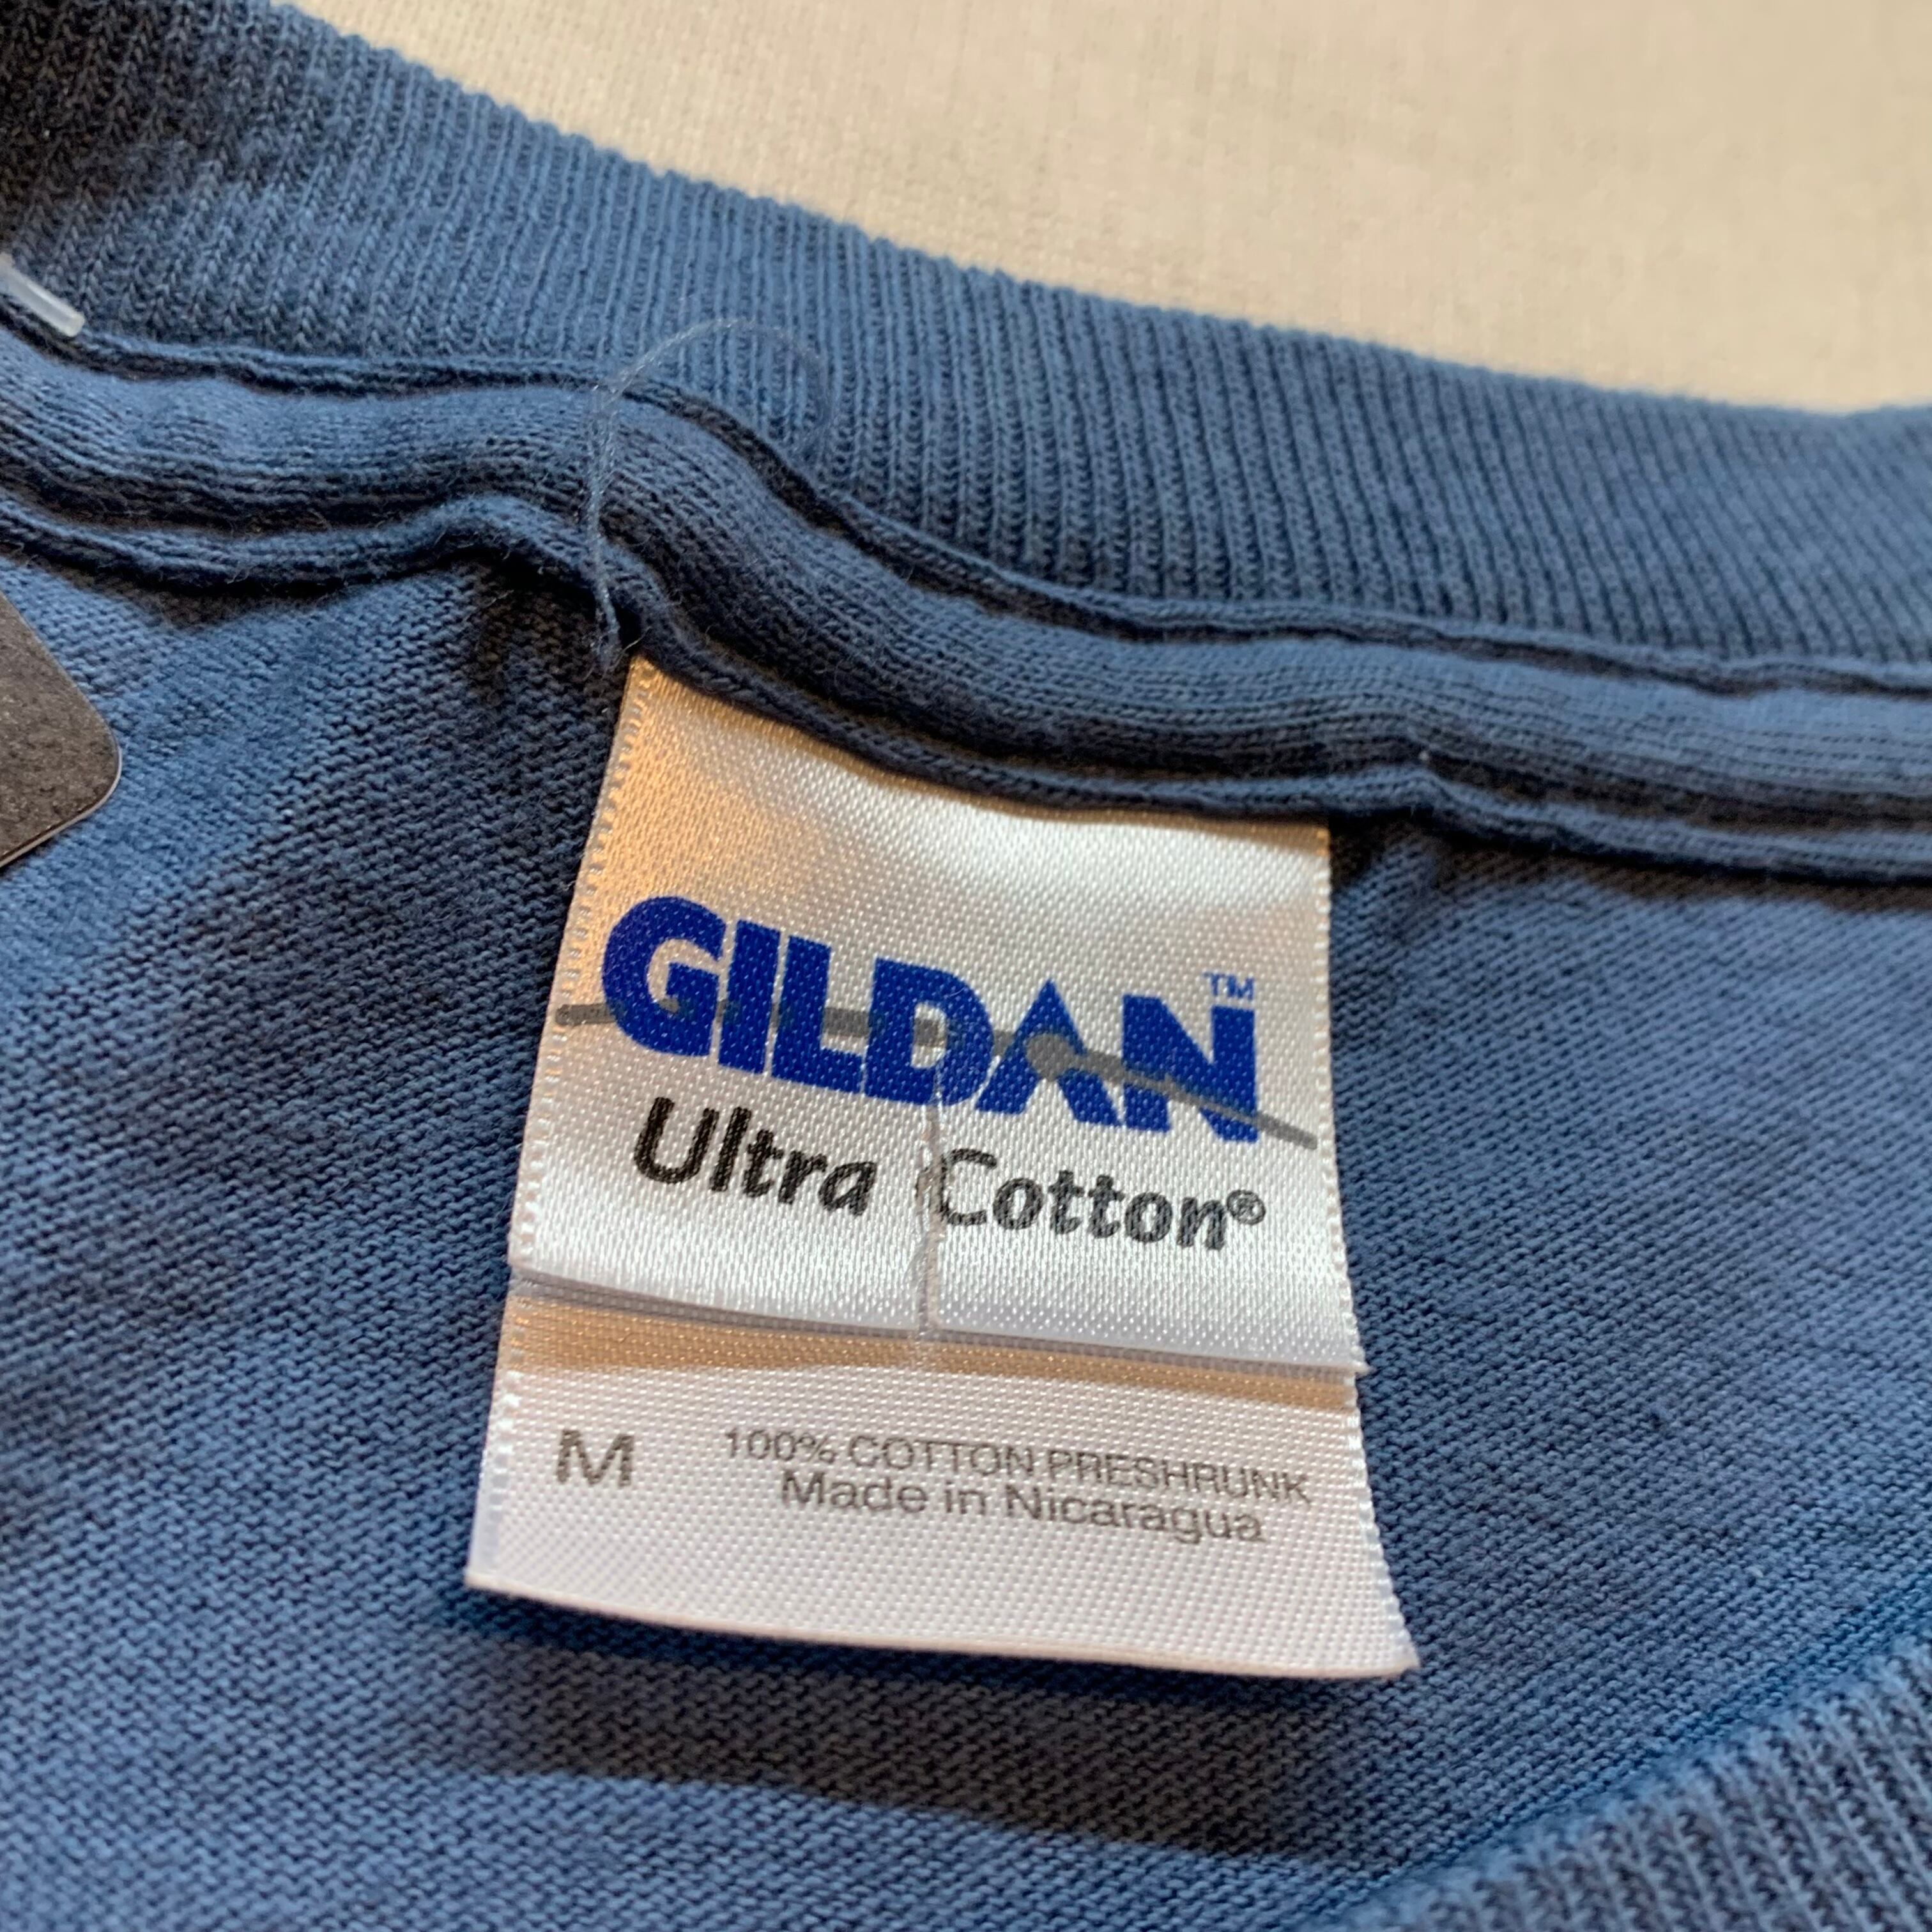 GILDAN™
Ultra Cotton®
M 100% COTTON PRESHRUNK
Made in Nicaragua